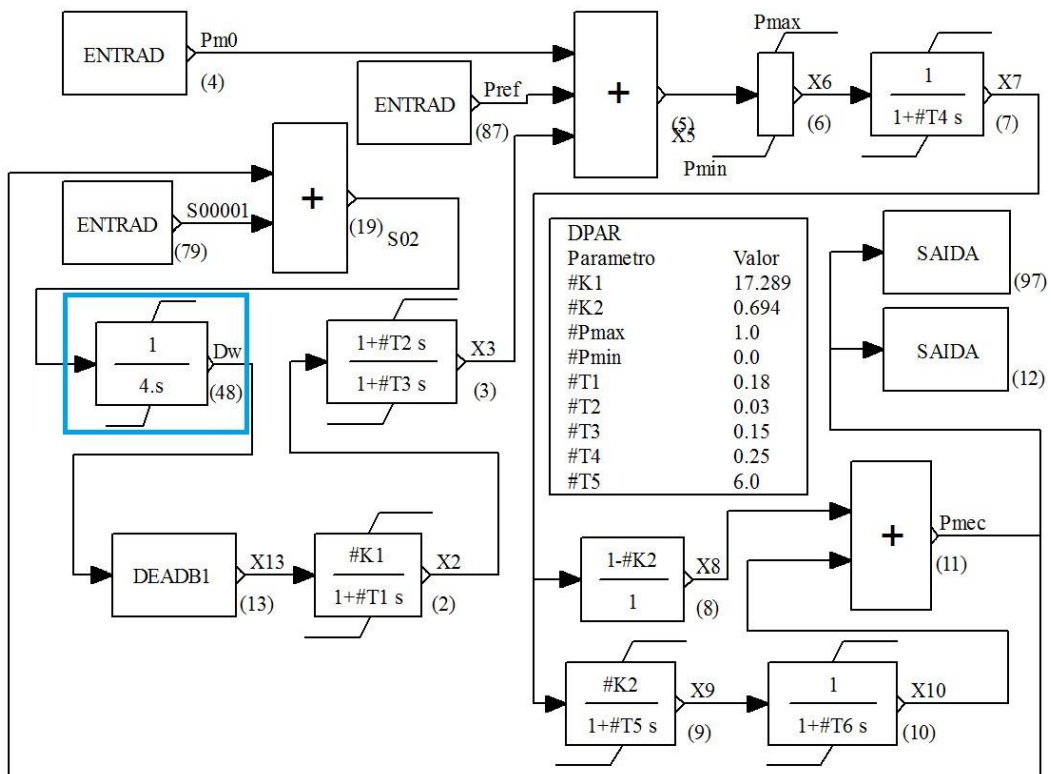 ENTRAD
Pm0
(4)
ENTRAD
Pref
(87)
+
(5)
X5
Pmax
Pmin
X6
(6)
1
1+#T4 s
X7
(7)
ENTRAD
S00001
(79)
+
(19)
S02
1
4.s
Dw
(48)
1+#T2 s
1+#T3 s
X3
(3)
DPAR
Parametro Valor
#K1 17.289
#K2 0.694
#Pmax 1.0
#Pmin 0.0
#T1 0.18
#T2 0.03
#T3 0.15
#T4 0.25
#T5 6.0
SAIDA
(97)
SAIDA
(12)
DEADB1
X13
(13)
#K1
1+#T1 s
X2
(2)
1-#K2
1
X8
(8)
+
Pmec
(11)
#K2
1+#T5 s
X9
(9)
1
1+#T6 s
X10
(10)